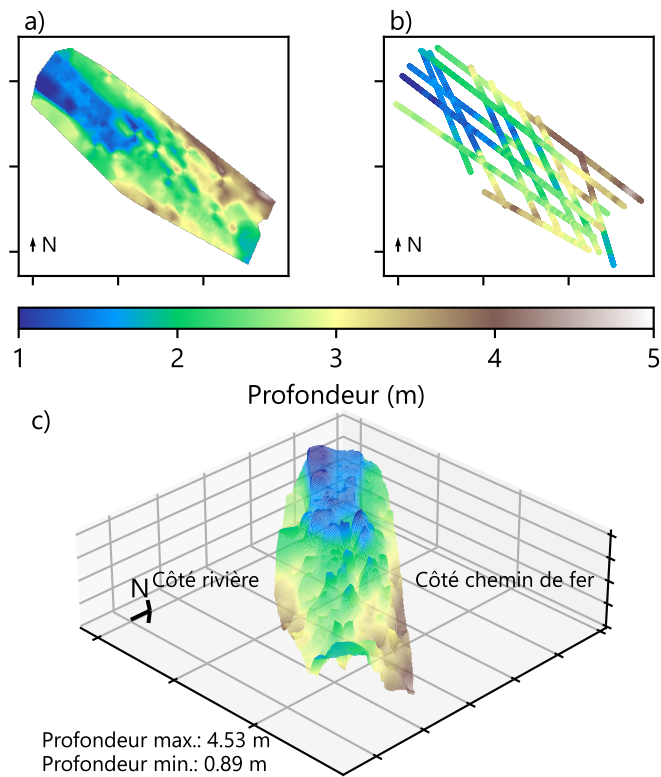 a)
b)
N
N
1 2 3 4 5
Profondeur (m)
c)
N
Côté rivière
Côté chemin de fer
Profondeur max.: 4.53 m
Profondeur min.: 0.89 m